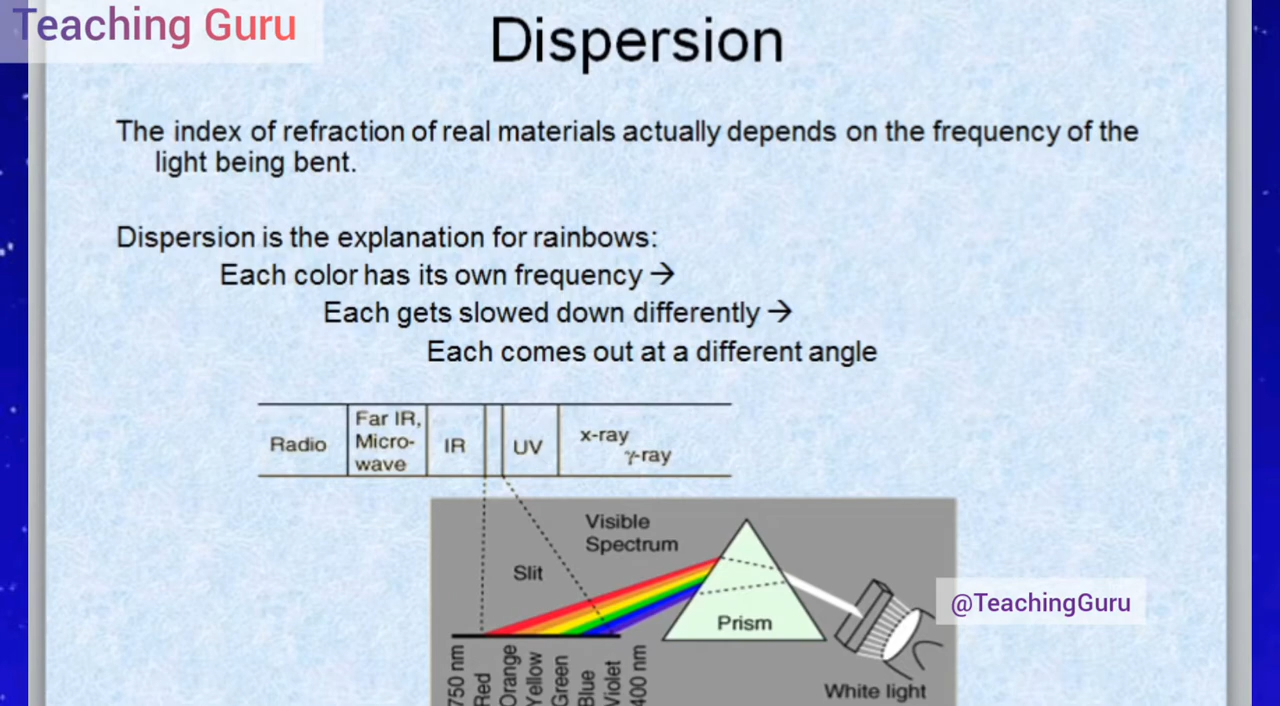 Teaching Guru
Dispersion
The index of refraction of real materials actually depends on the frequency of the
light being bent.
Dispersion is the explanation for rainbows:
Each color has its own frequency →
Each gets slowed down differently →
Each comes out at a different angle
Radio
Far IR,
Micro-
wave
IR
UV
x-ray
γ-ray
Visible
Spectrum
Slit
Prism
@TeachingGuru
White light
750 nm
Red
Orange
Yellow
Green
Blue
Violet
400 nm